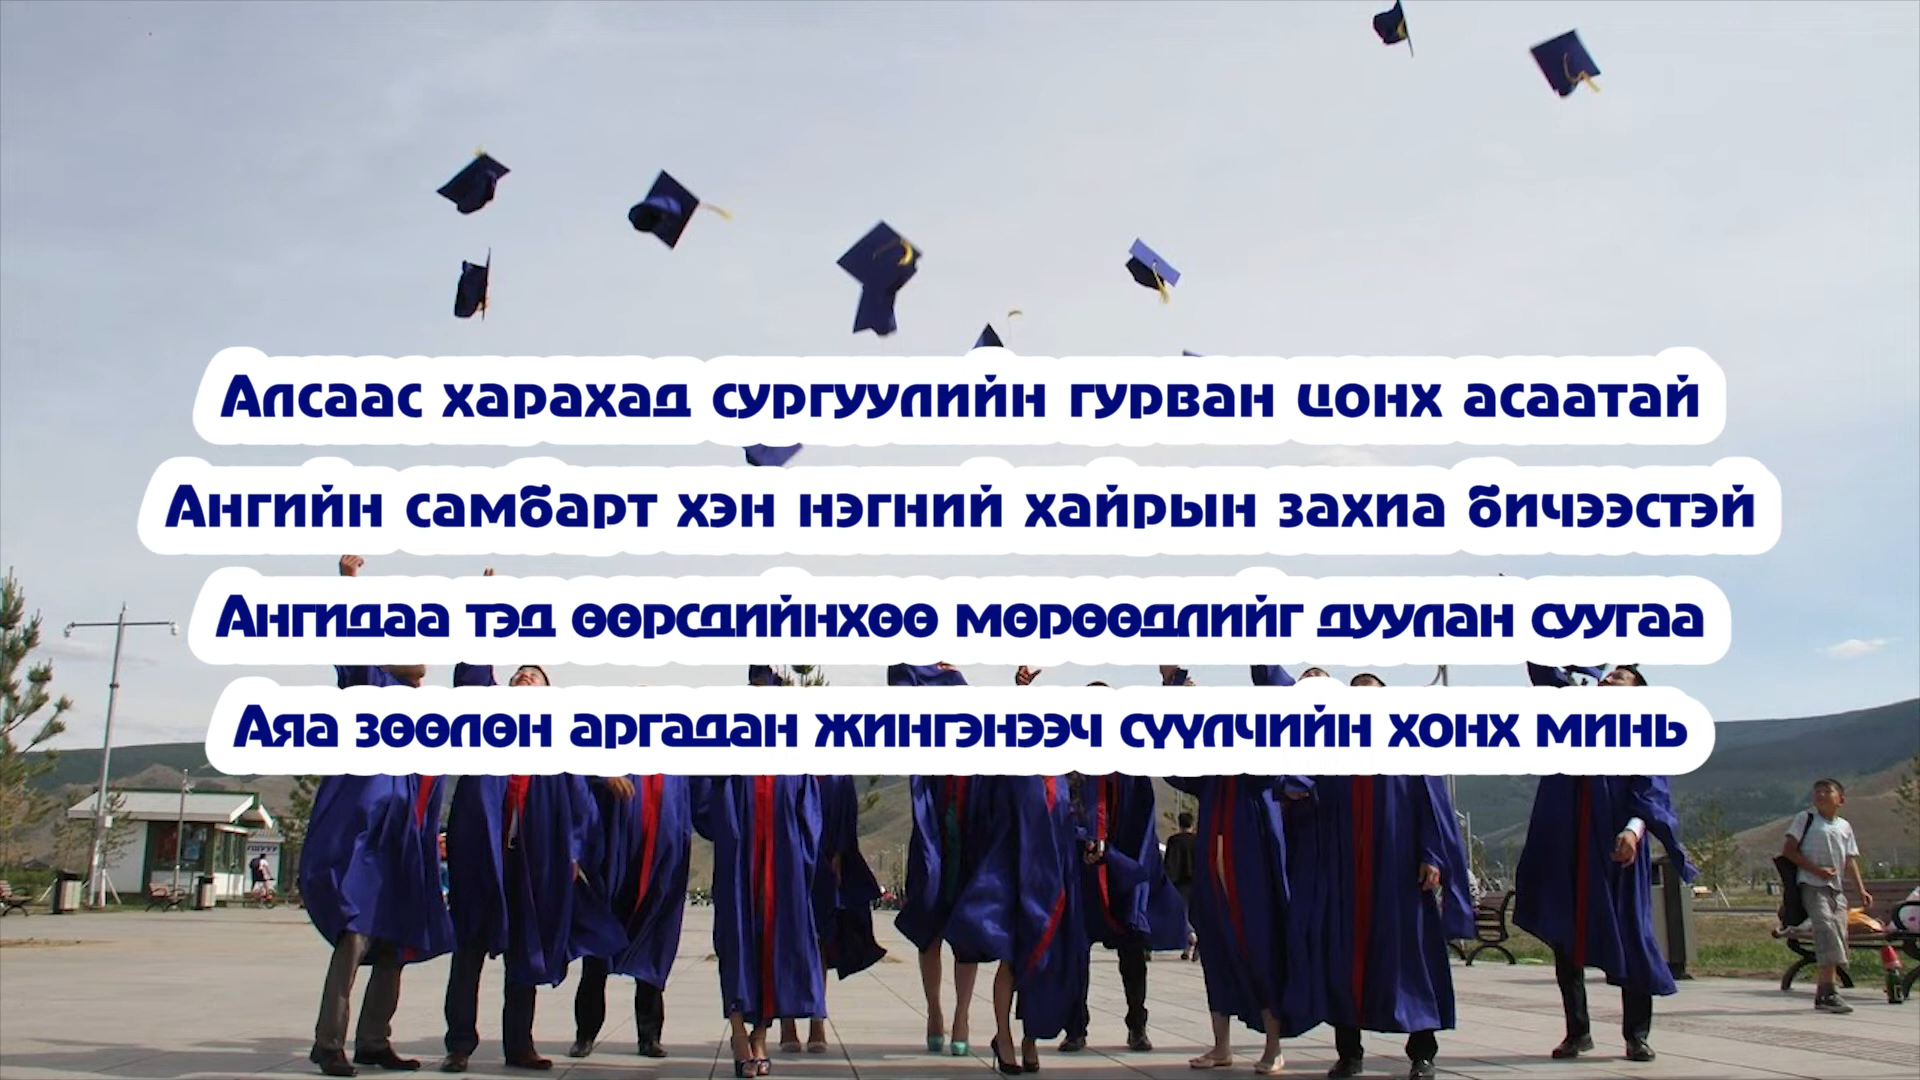 Алсаас харахад сургуулийн гурван цонх асаатай
Ангийн самбарт хэн нэгний хайрын захиа бичээстэй
Ангидаа тэд өөрсдийнхөө мөрөөдлийг дуулан суугаа
Аяа зөөлөн аргадан жингэнээч сүүлчийн хонх минь